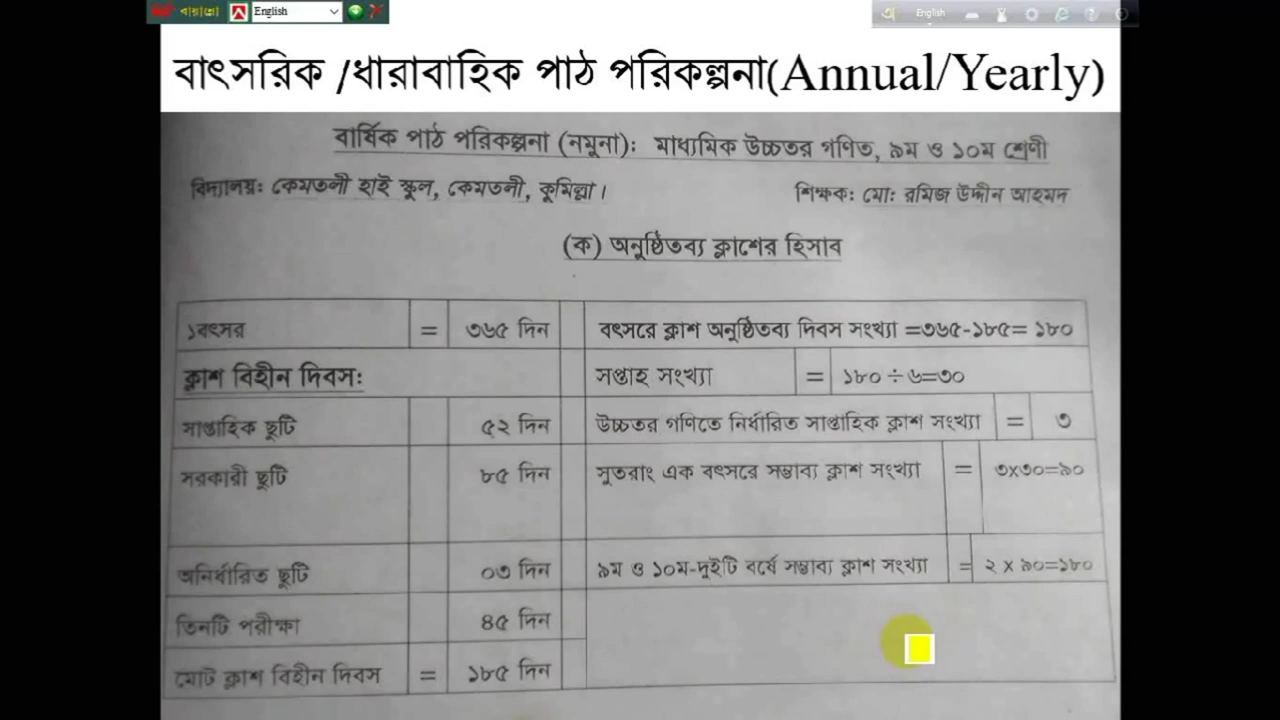 বায়ান্নো English
English
বাৎসরিক /ধারাবাহিক পাঠ পরিকল্পনা(Annual/Yearly)
বার্ষিক পাঠ পরিকল্পনা (নমুনা): মাধ্যমিক উচ্চতর গণিত, ৯ম ও ১০ম শ্রেণী
বিদ্যালয়: কেমতলী হাই স্কুল, কেমতলী, কুমিল্লা। শিক্ষক: মো: রমিজ উদ্দীন আহমদ
(ক) অনুষ্ঠিতব্য ক্লাশের হিসাব
১বৎসর = ৩৬৫ দিন বৎসরে ক্লাশ অনুষ্ঠিতব্য দিবস সংখ্যা =৩৬৫-১৮৫= ১৮০
ক্লাশ বিহীন দিবস: সপ্তাহ সংখ্যা = ১৮০ ÷ ৬=৩০
সাপ্তাহিক ছুটি ৫২ দিন উচ্চতর গণিতে নির্ধারিত সাপ্তাহিক ক্লাশ সংখ্যা = ৩
সরকারী ছুটি ৮৫ দিন সুতরাং এক বৎসরে সম্ভাব্য ক্লাশ সংখ্যা = ৩x৩০=৯০
অনির্ধারিত ছুটি ০৩ দিন ৯ম ও ১০ম-দুইটি বর্ষে সম্ভাব্য ক্লাশ সংখ্যা = ২ x ৯০=১৮০
তিনটি পরীক্ষা ৪৫ দিন
মোট ক্লাশ বিহীন দিবস = ১৮৫ দিন